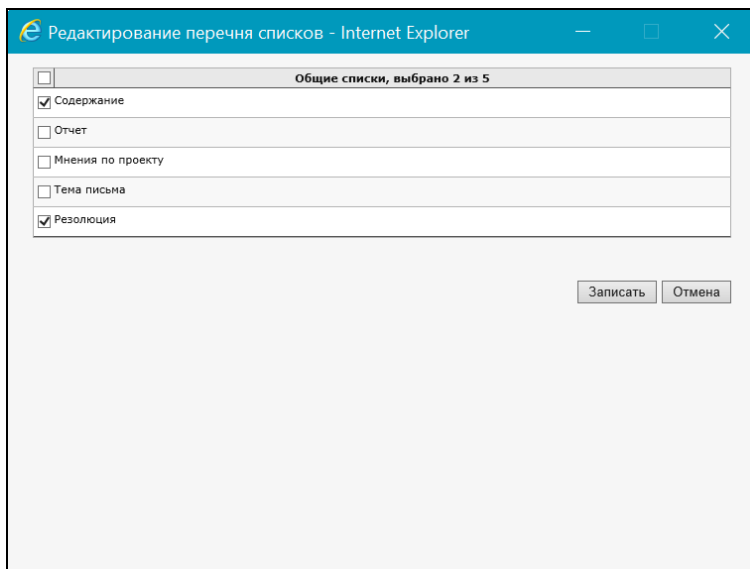 Редактирование перечня списков - Internet Explorer
Общие списки, выбрано 2 из 5
Содержание
Отчет
Мнения по проекту
Тема письма
Резолюция
Записать Отмена